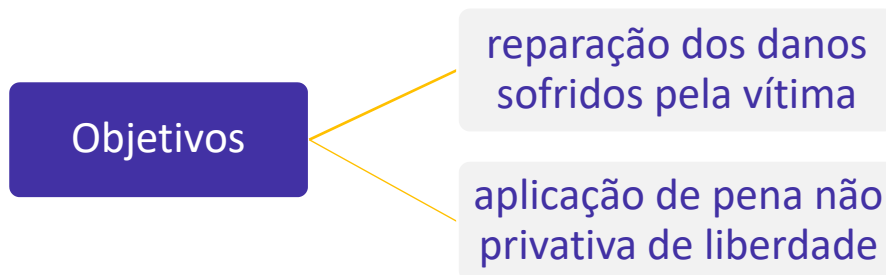 Objetivos
reparação dos danos
sofridos pela vítima
aplicação de pena não
privativa de liberdade